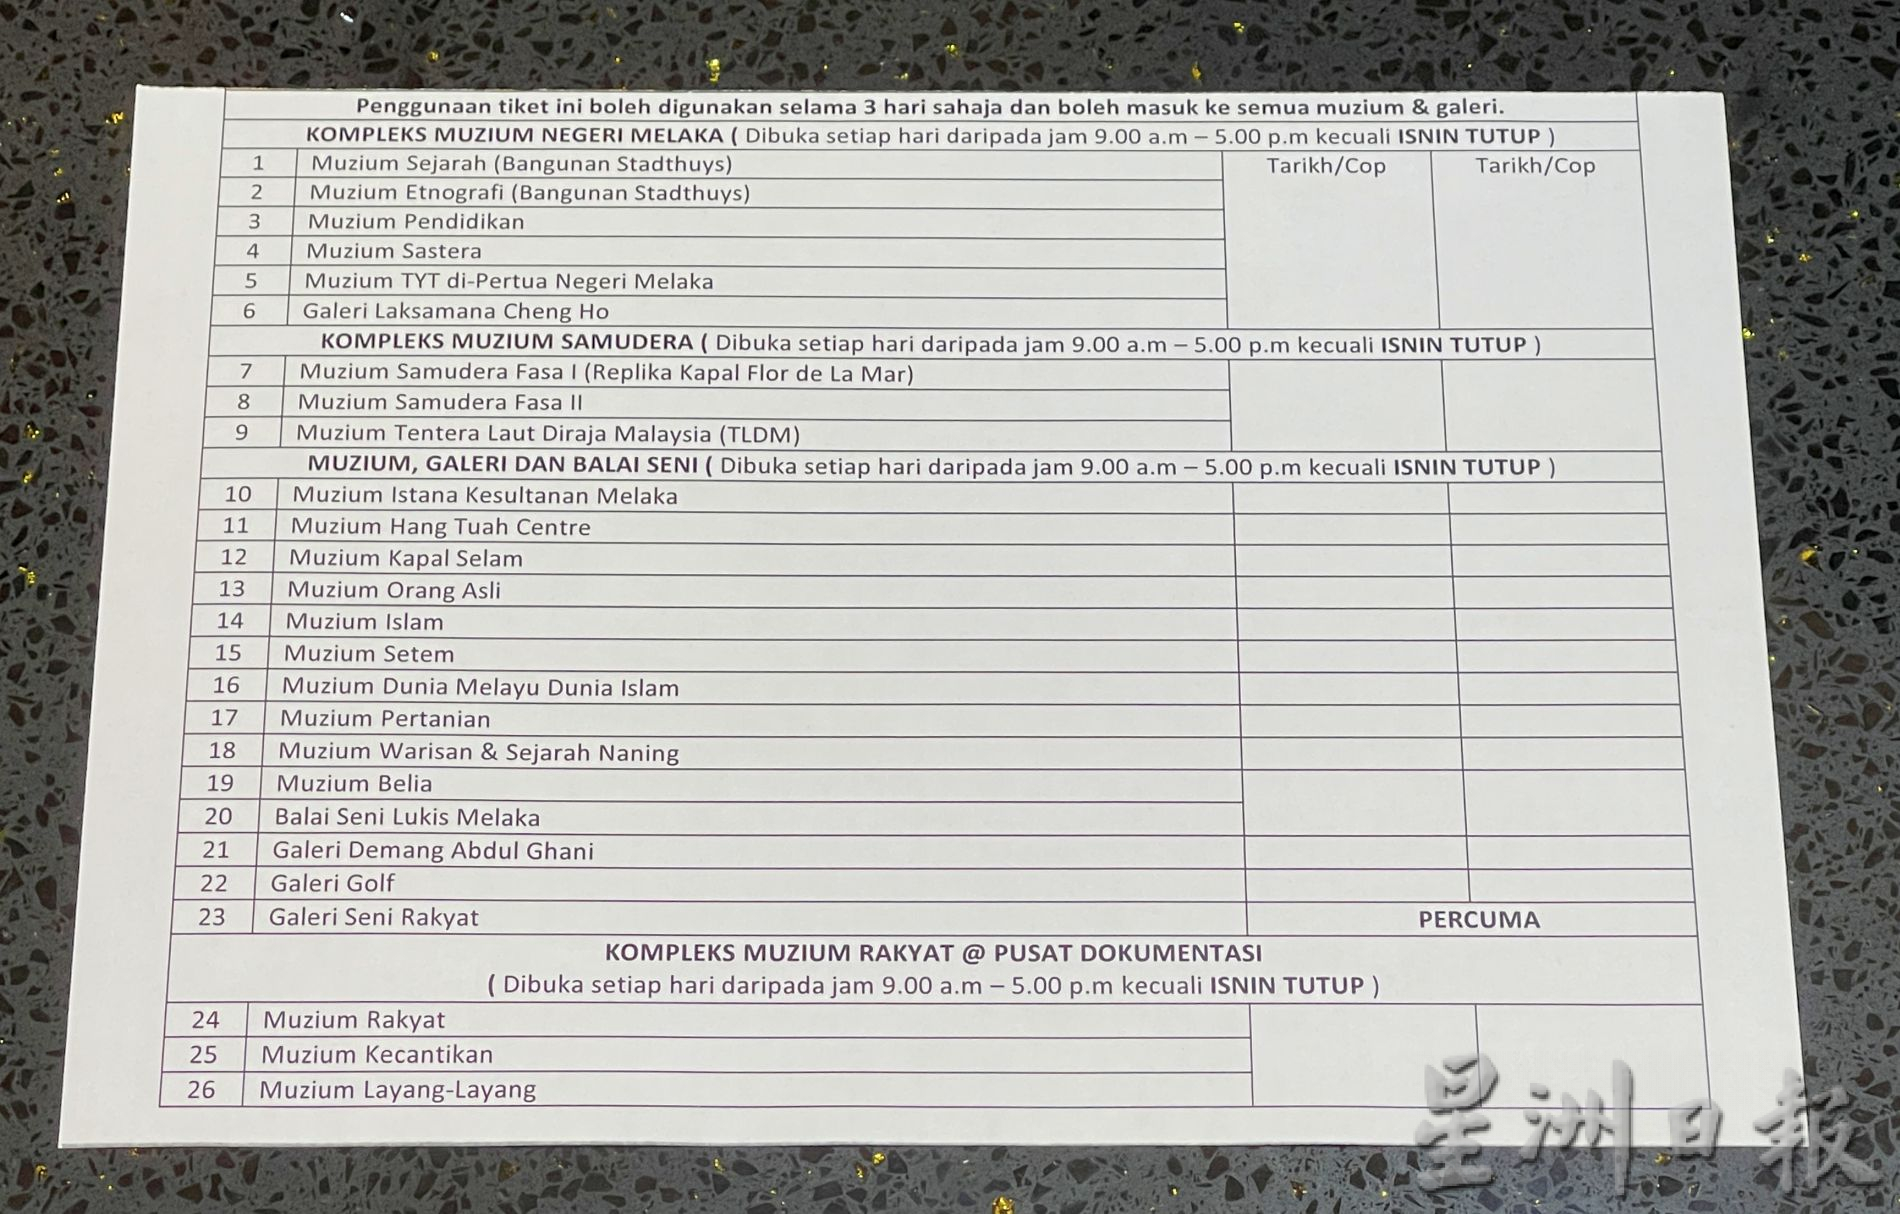 Penggunaan tiket ini boleh digunakan selama 3 hari sahaja dan boleh masuk ke semua muzium & galeri.
KOMPLEKS MUZIUM NEGERI MELAKA ( Dibuka setiap hari daripada jam 9.00 a.m – 5.00 p.m kecuali ISNIN TUTUP )
1 Muzium Sejarah (Bangunan Stadthuys) Tarikh/Cop Tarikh/Cop
2 Muzium Etnografi (Bangunan Stadthuys)
3 Muzium Pendidikan
4 Muzium Sastera
5 Muzium TYT di-Pertua Negeri Melaka
6 Galeri Laksamana Cheng Ho
KOMPLEKS MUZIUM SAMUDERA ( Dibuka setiap hari daripada jam 9.00 a.m – 5.00 p.m kecuali ISNIN TUTUP )
7 Muzium Samudera Fasa I (Replika Kapal Flor de La Mar)
8 Muzium Samudera Fasa II
9 Muzium Tentera Laut Diraja Malaysia (TLDM)
MUZIUM, GALERI DAN BALAI SENI ( Dibuka setiap hari daripada jam 9.00 a.m – 5.00 p.m kecuali ISNIN TUTUP )
10 Muzium Istana Kesultanan Melaka
11 Muzium Hang Tuah Centre
12 Muzium Kapal Selam
13 Muzium Orang Asli
14 Muzium Islam
15 Muzium Setem
16 Muzium Dunia Melayu Dunia Islam
17 Muzium Pertanian
18 Muzium Warisan & Sejarah Naning
19 Muzium Belia
20 Balai Seni Lukis Melaka
21 Galeri Demang Abdul Ghani
22 Galeri Golf
23 Galeri Seni Rakyat PERCUMA
KOMPLEKS MUZIUM RAKYAT @ PUSAT DOKUMENTASI
( Dibuka setiap hari daripada jam 9.00 a.m – 5.00 p.m kecuali ISNIN TUTUP )
24 Muzium Rakyat
25 Muzium Kecantikan
26 Muzium Layang-Layang
星洲日報